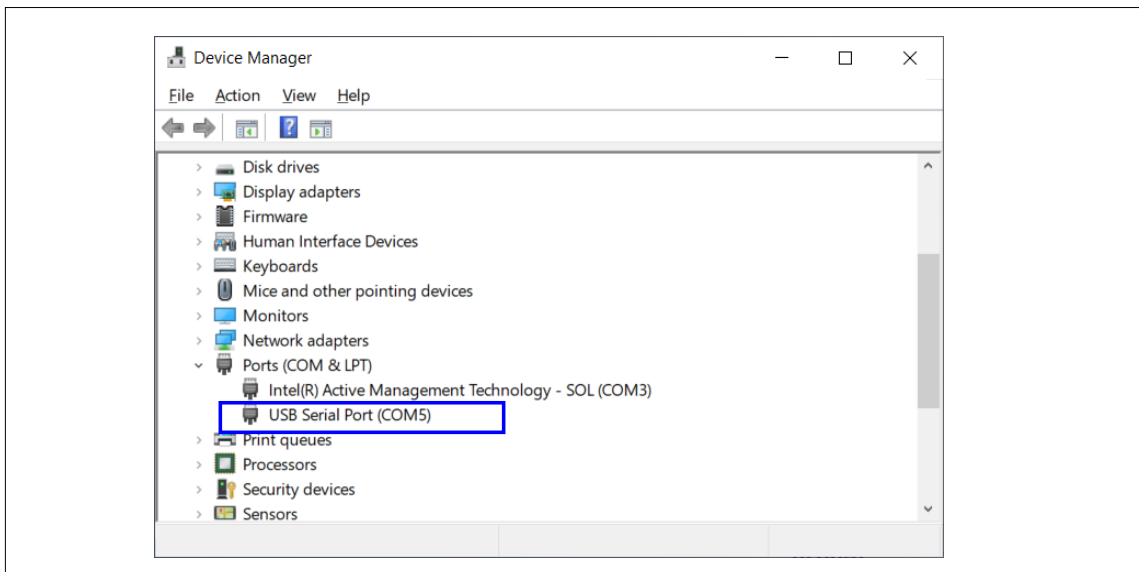 Device Manager
File Action View Help
Disk drives
Display adapters
Firmware
Human Interface Devices
Keyboards
Mice and other pointing devices
Monitors
Network adapters
Ports (COM & LPT)
Intel(R) Active Management Technology - SOL (COM3)
USB Serial Port (COM5)
Print queues
Processors
Security devices
Sensors